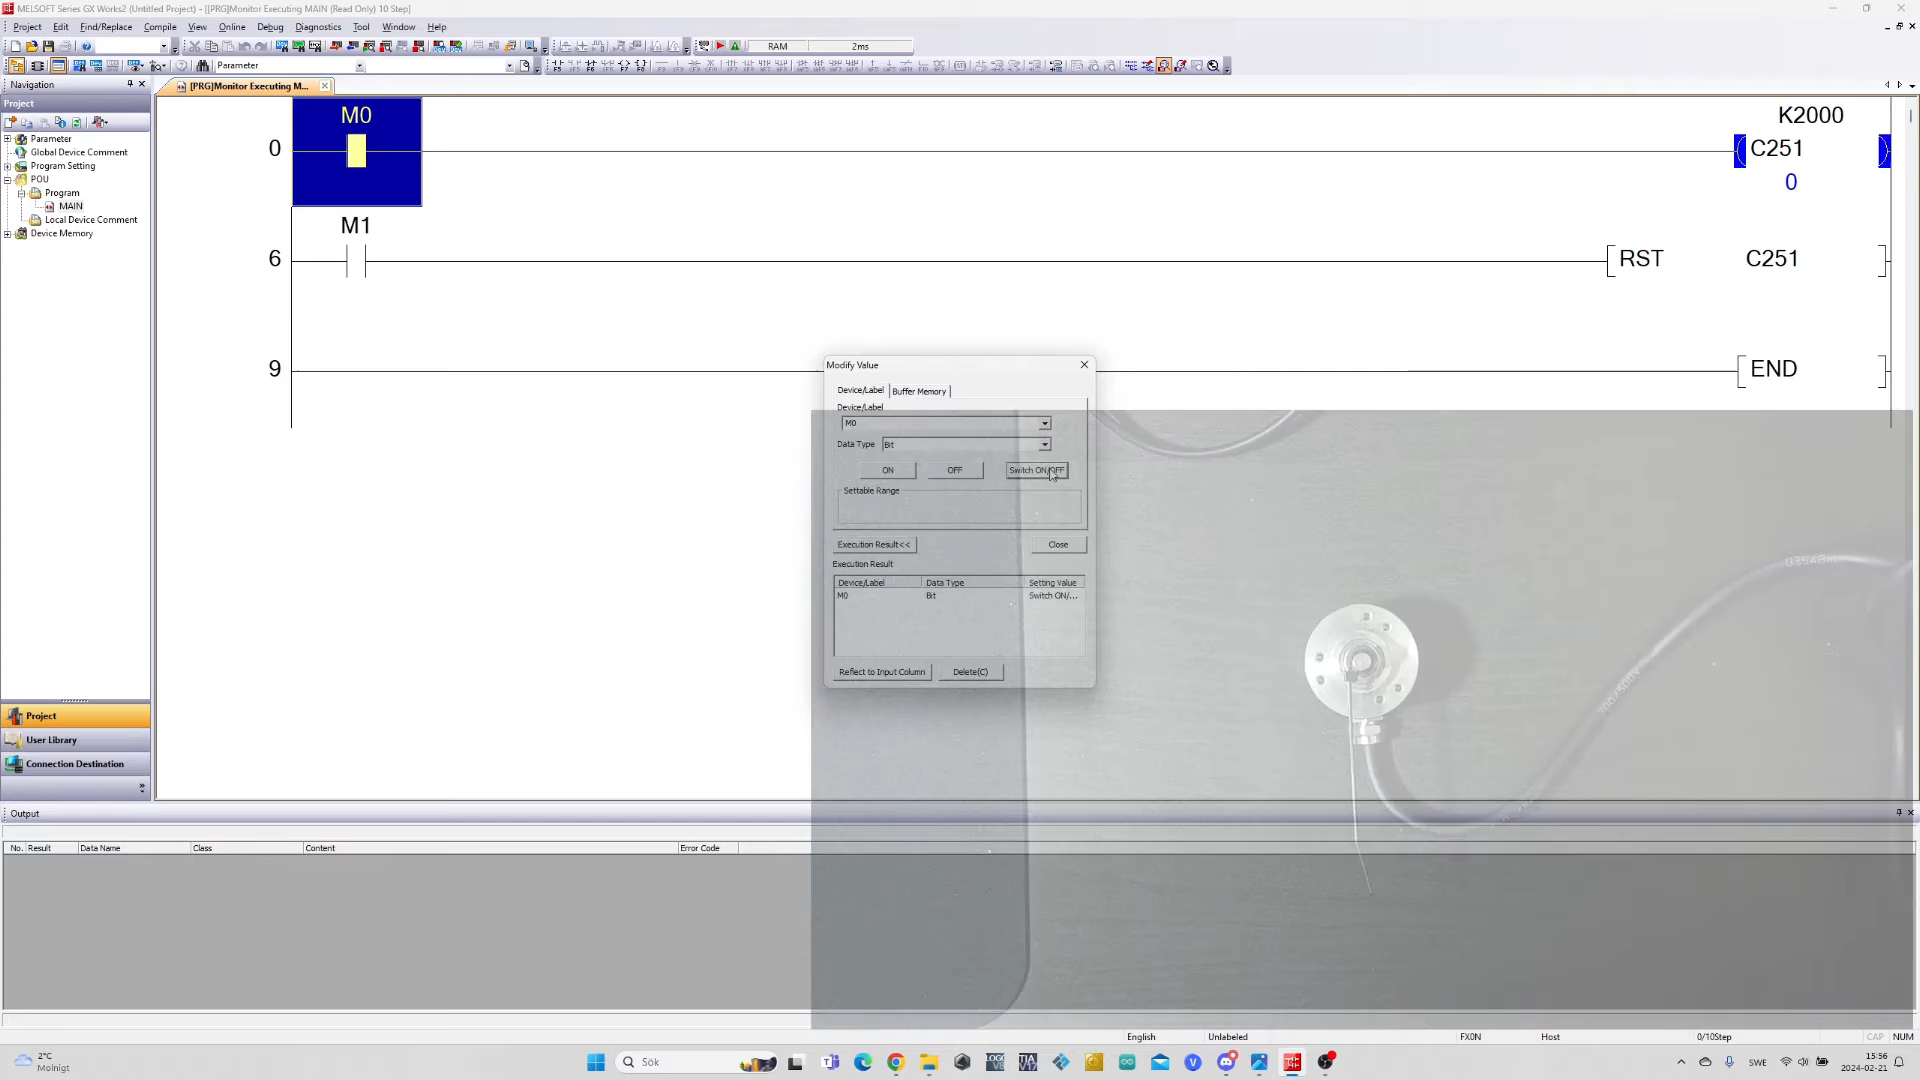 MELSOFT Series GX Works2 (Untitled Project) - [[PRG]Monitor Executing MAIN (Read Only) 10 Step]
Project Edit Find/Replace Compile View Online Debug Diagnostics Tool Window Help
RAM 2ms
Parameter
Navigation
[PRG]Monitor Executing M...
Project
Parameter
Global Device Comment
Program Setting
POU
Program
MAIN
Local Device Comment
Device Memory
M0 K2000
0 C251
0
M1
6 RST C251
9 END
Modify Value
Device/Label Buffer Memory
Device/Label
M0
Data Type Bit
ON OFF Switch ON/OFF
Settable Range
Execution Result<< Close
Execution Result
Device/Label Data Type Setting Value
M0 Bit Switch ON/...
Reflect to Input Column Delete(C)
Project
User Library
Connection Destination
Output
No. Result Data Name Class Content Error Code
English Unlabeled FX0N Host 0/10Step CAP NUM
2°C
Molnigt
Sök
SWE
15:56
2024-02-21